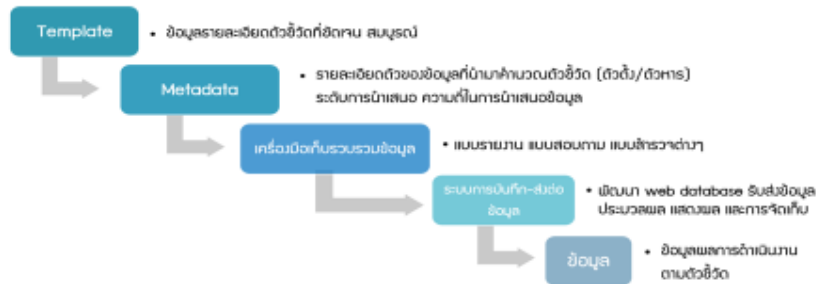 Template
• ข้อมูลรายละเอียดตัวชี้วัดที่ชัดเจน สมบูรณ์
Metadata
• รายละเอียดตัวของข้อมูลที่นำมาคำนวณตัวชี้วัด (ตัวตั้ง/ตัวหาร)
ระดับการนำเสนอ ความถี่ในการนำเสนอข้อมูล
เครื่องมือเก็บรวบรวมข้อมูล
• แบบรายงาน แบบสอบถาม แบบสำรวจต่างๆ
ระบบการบันทึก-ส่งต่อ
ข้อมูล
• พัฒนา web database รับส่งข้อมูล
ประมวลผล แสดงผล และการจัดเก็บ
ข้อมูล
• ข้อมูลผลการดำเนินงาน
ตามตัวชี้วัด